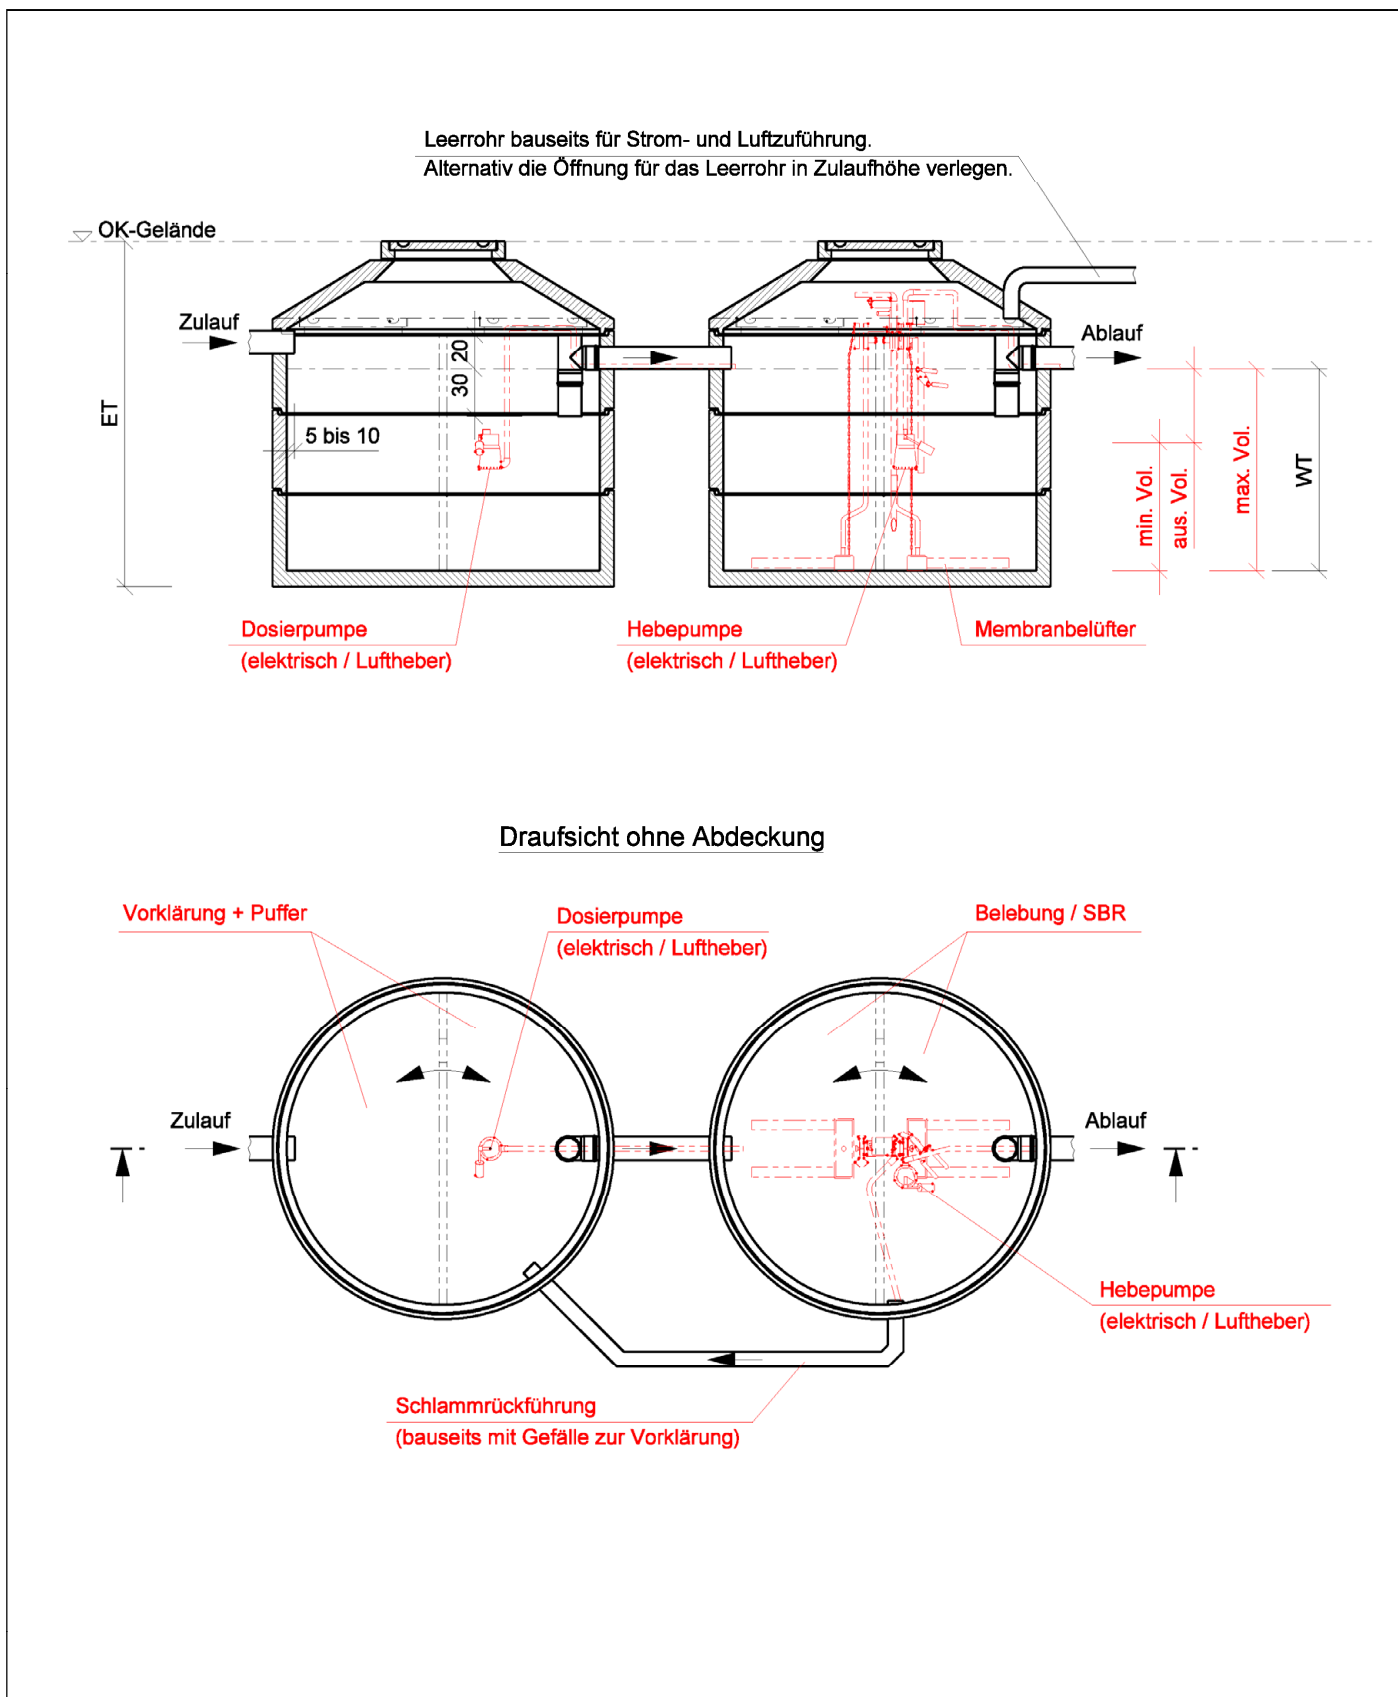 Leerrohr bauseits für Strom- und Luftzuführung.
Alternativ die Öffnung für das Leerrohr in Zulaufhöhe verlegen.
OK-Gelände
Zulauf
Ablauf
20
30
ET
5 bis 10
min. Vol.
aus. Vol.
max. Vol.
WT
Dosierpumpe
(elektrisch / Luftheber)
Hebepumpe
(elektrisch / Luftheber)
Membranbelüfter
Draufsicht ohne Abdeckung
Vorklärung + Puffer
Dosierpumpe
(elektrisch / Luftheber)
Belebung / SBR
Zulauf
Ablauf
Hebepumpe
(elektrisch / Luftheber)
Schlammrückführung
(bauseits mit Gefälle zur Vorklärung)